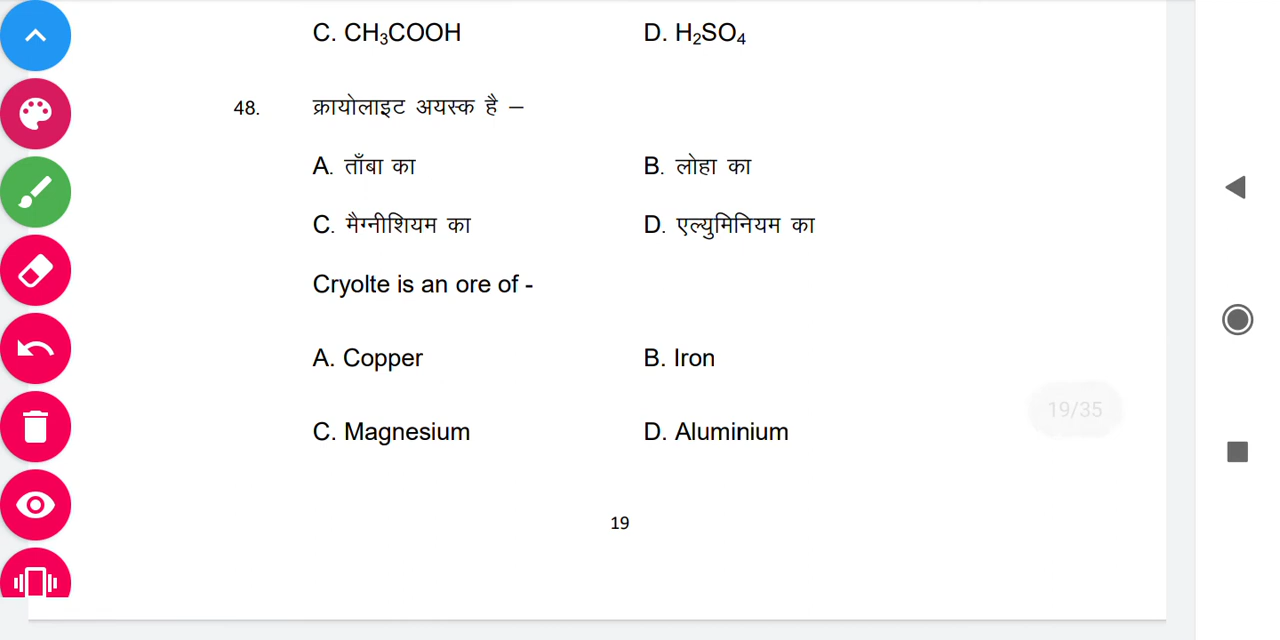 C. CH₃COOH D. H₂SO₄
48. क्रायोलाइट अयस्क है –
A. ताँबा का B. लोहा का
C. मैग्नीशियम का D. एल्युमिनियम का
Cryolte is an ore of -
A. Copper B. Iron
19/35
C. Magnesium D. Aluminium
19